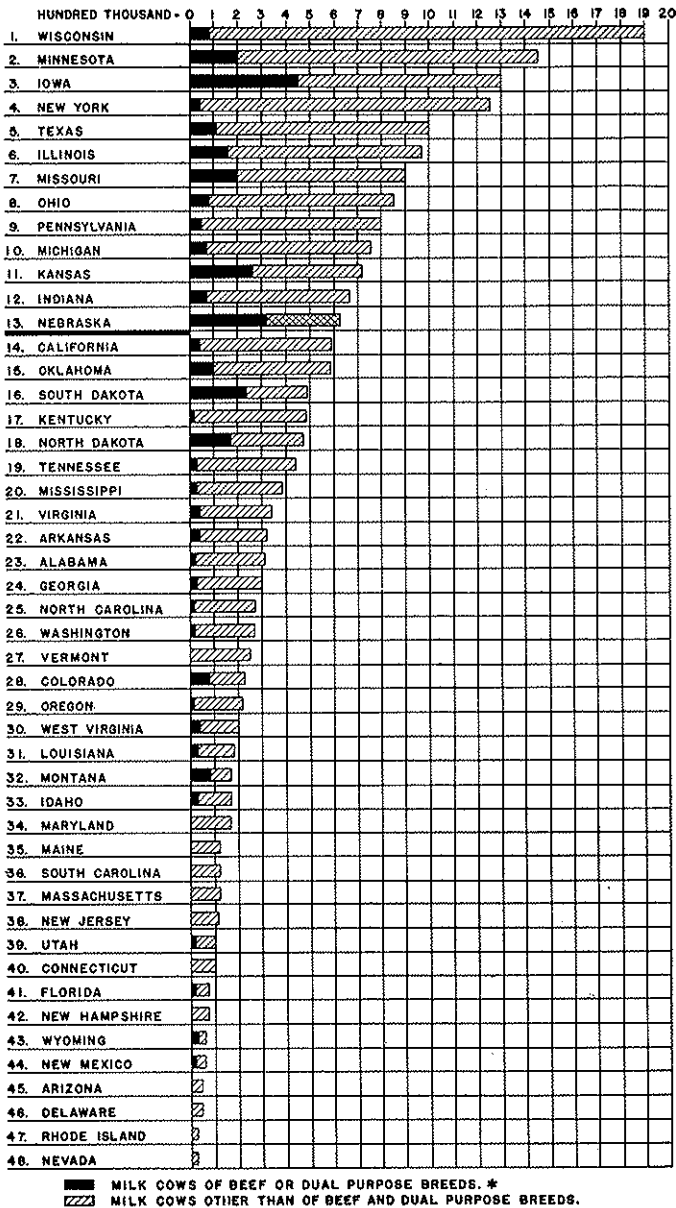 HUNDRED THOUSAND - 0 1 2 3 4 5 6 7 8 9 10 11 12 13 14 15 16 17 18 19 20
1. WISCONSIN
2. MINNESOTA
3. IOWA
4. NEW YORK
5. TEXAS
6. ILLINOIS
7. MISSOURI
8. OHIO
9. PENNSYLVANIA
10. MICHIGAN
11. KANSAS
12. INDIANA
13. NEBRASKA
14. CALIFORNIA
15. OKLAHOMA
16. SOUTH DAKOTA
17. KENTUCKY
18. NORTH DAKOTA
19. TENNESSEE
20. MISSISSIPPI
21. VIRGINIA
22. ARKANSAS
23. ALABAMA
24. GEORGIA
25. NORTH CAROLINA
26. WASHINGTON
27. VERMONT
28. COLORADO
29. OREGON
30. WEST VIRGINIA
31. LOUISIANA
32. MONTANA
33. IDAHO
34. MARYLAND
35. MAINE
36. SOUTH CAROLINA
37. MASSACHUSETTS
38. NEW JERSEY
39. UTAH
40. CONNECTICUT
41. FLORIDA
42. NEW HAMPSHIRE
43. WYOMING
44. NEW MEXICO
45. ARIZONA
46. DELAWARE
47. RHODE ISLAND
48. NEVADA
MILK COWS OF BEEF OR DUAL PURPOSE BREEDS. *
MILK COWS OTHER THAN OF BEEF AND DUAL PURPOSE BREEDS.